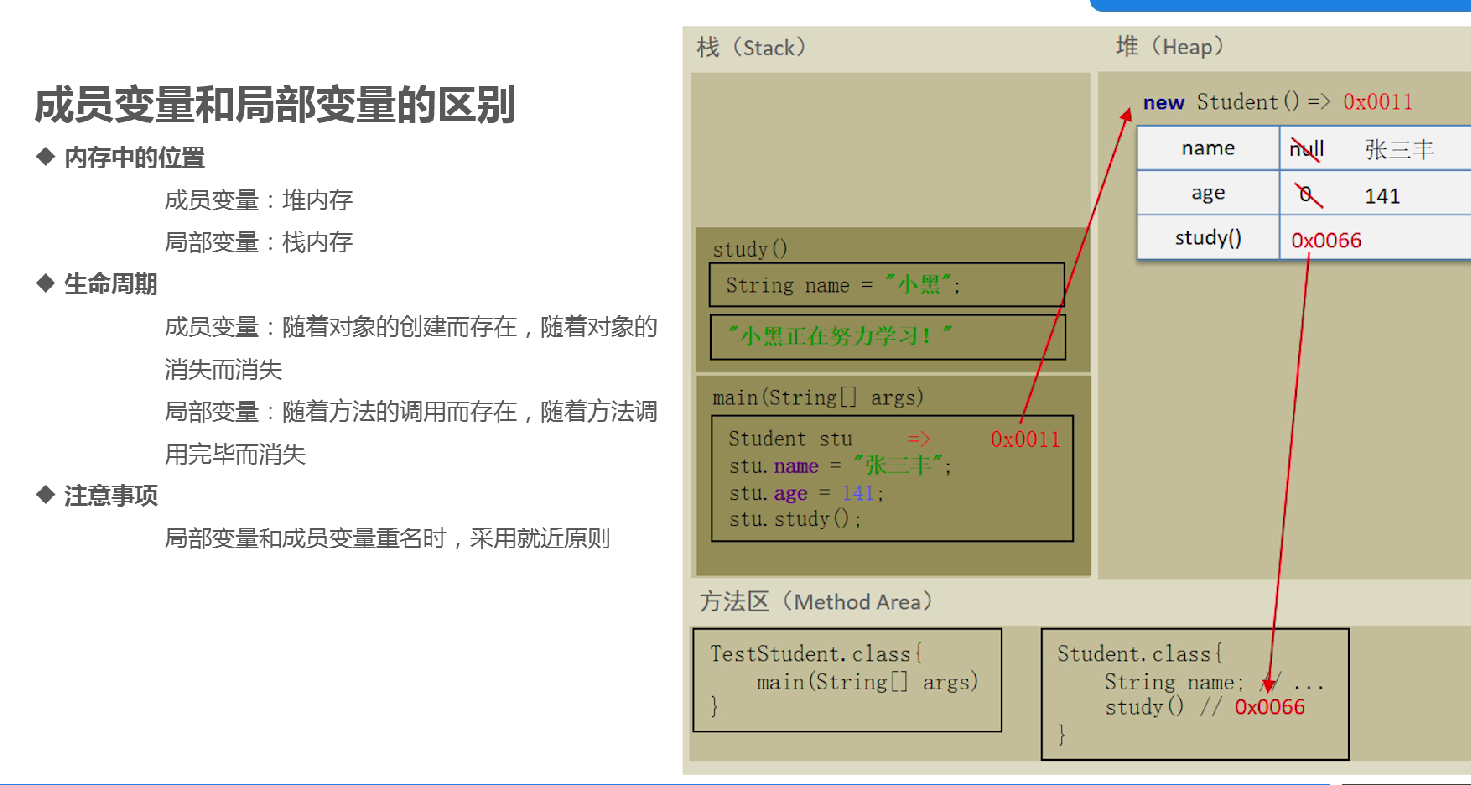 成员变量和局部变量的区别
◆ 内存中的位置
成员变量：堆内存
局部变量：栈内存
◆ 生命周期
成员变量：随着对象的创建而存在，随着对象的
消失而消失
局部变量：随着方法的调用而存在，随着方法调
用完毕而消失
◆ 注意事项
局部变量和成员变量重名时，采用就近原则
栈（Stack）
study()
String name = "小黑";
"小黑正在努力学习！"
main(String[] args)
Student stu => 0x0011
stu.name = "张三丰";
stu.age = 141;
stu.study();
堆（Heap）
new Student() => 0x0011
name null 张三丰
age 0 141
study() 0x0066
方法区（Method Area）
TestStudent.class{
main(String[] args)
}
Student.class{
String name; // ...
study() // 0x0066
}